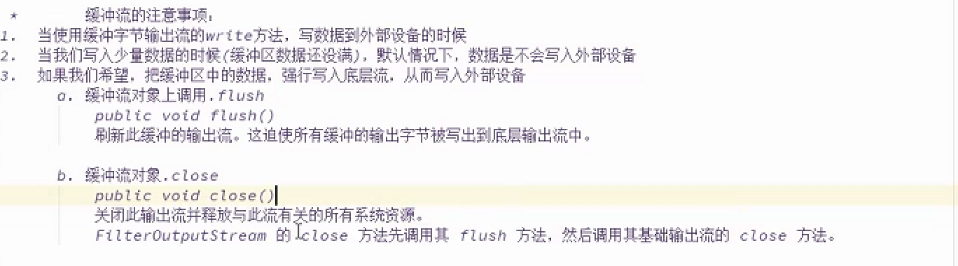 * 缓冲流的注意事项：
1. 当使用缓冲字节输出流的write方法，写数据到外部设备的时候
2. 当我们写入少量数据的时候(缓冲区数据还没满)，默认情况下，数据是不会写入外部设备
3. 如果我们希望，把缓冲区中的数据，强行写入底层流，从而写入外部设备
a. 缓冲流对象上调用.flush
public void flush()
刷新此缓冲的输出流。这迫使所有缓冲的输出字节被写出到底层输出流中。
b. 缓冲流对象.close
public void close()
关闭此输出流并释放与此流有关的所有系统资源。
FilterOutputStream 的 close 方法先调用其 flush 方法，然后调用其基础输出流的 close 方法。